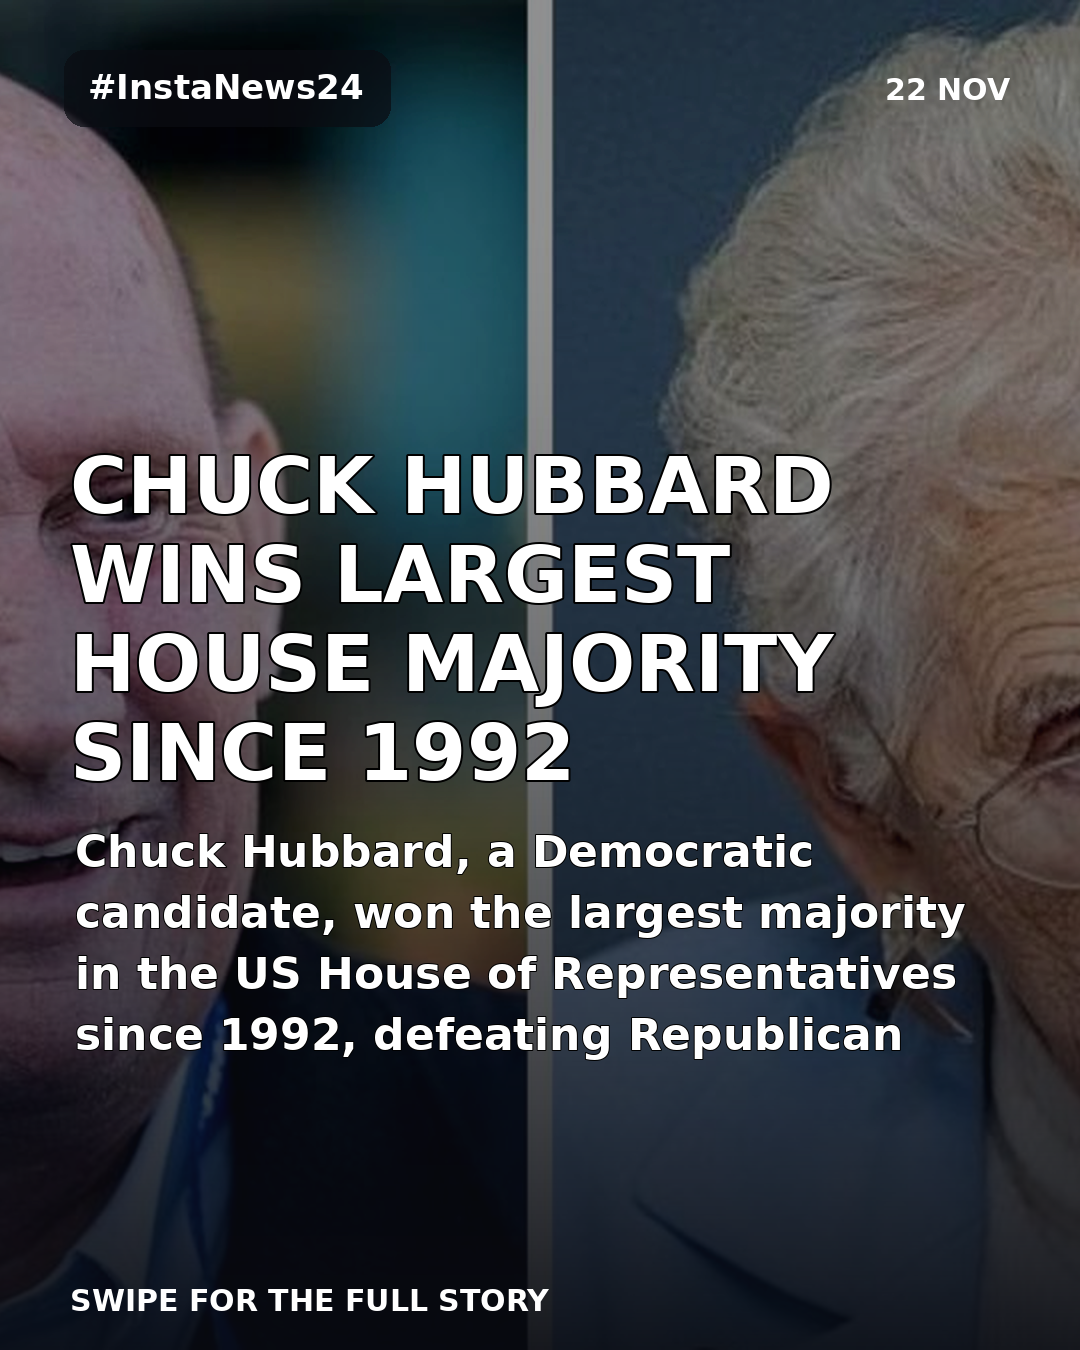 #InstaNews24
22 NOV
CHUCK HUBBARD
WINS LARGEST
HOUSE MAJORITY
SINCE 1992
Chuck Hubbard, a Democratic
candidate, won the largest majority
in the US House of Representatives
since 1992, defeating Republican
SWIPE FOR THE FULL STORY